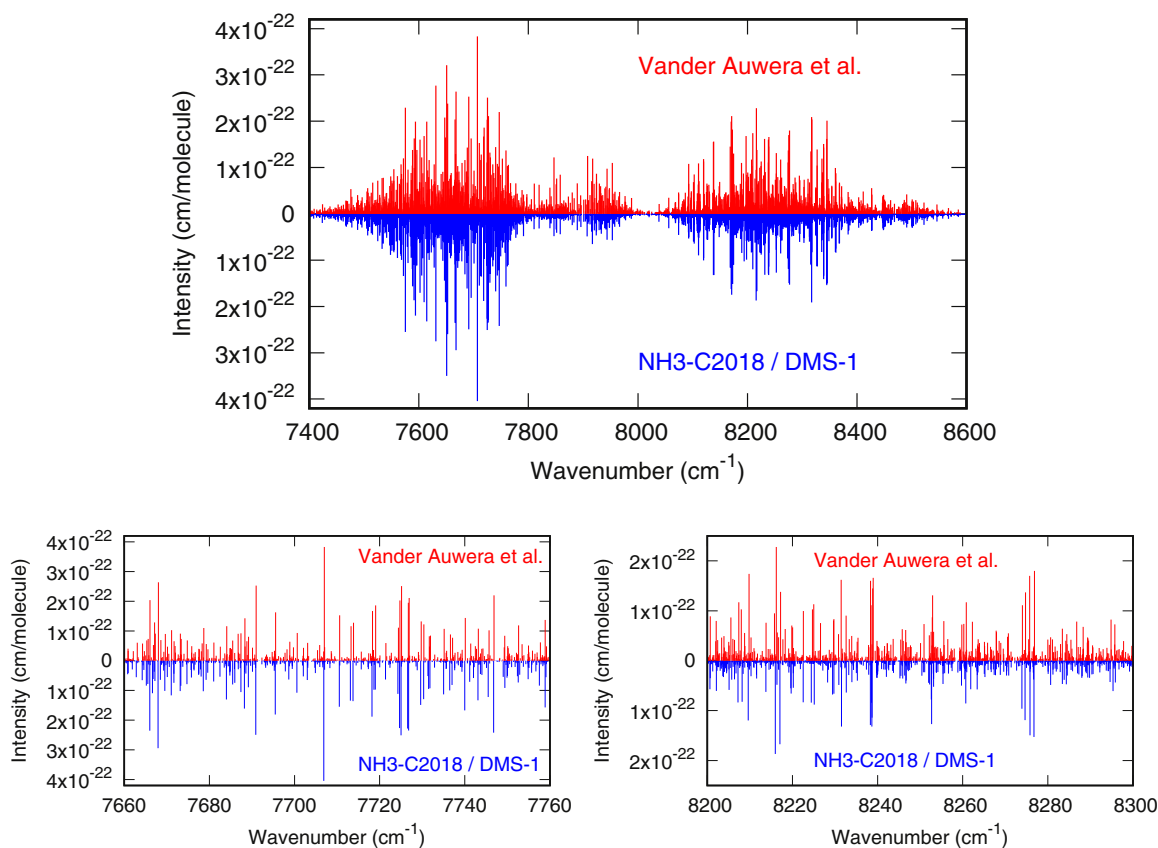 4x10-22
3x10-22
2x10-22
1x10-22
0
1x10-22
2x10-22
3x10-22
4x10-22
Intensity (cm/molecule)
Vander Auwera et al.
NH3-C2018 / DMS-1
7400 7600 7800 8000 8200 8400 8600
Wavenumber (cm-1)
4x10-22
3x10-22
2x10-22
1x10-22
0
1x10-22
2x10-22
3x10-22
4x10-22
Intensity (cm/molecule)
Vander Auwera et al.
NH3-C2018 / DMS-1
7660 7680 7700 7720 7740 7760
Wavenumber (cm-1)
2x10-22
1x10-22
0
1x10-22
2x10-22
Intensity (cm/molecule)
Vander Auwera et al.
NH3-C2018 / DMS-1
8200 8220 8240 8260 8280 8300
Wavenumber (cm-1)